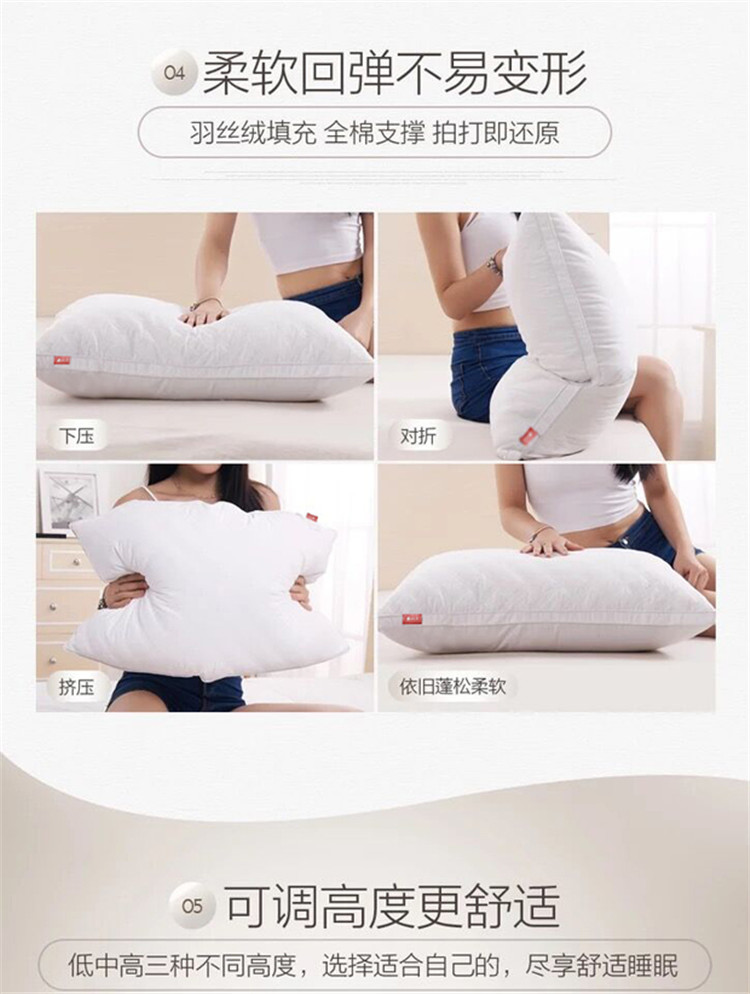 04 柔软回弹不易变形
羽丝绒填充 全棉支撑 拍打即还原
下压
对折
挤压
依旧蓬松柔软
05 可调高度更舒适
低中高三种不同高度，选择适合自己的，尽享舒适睡眠